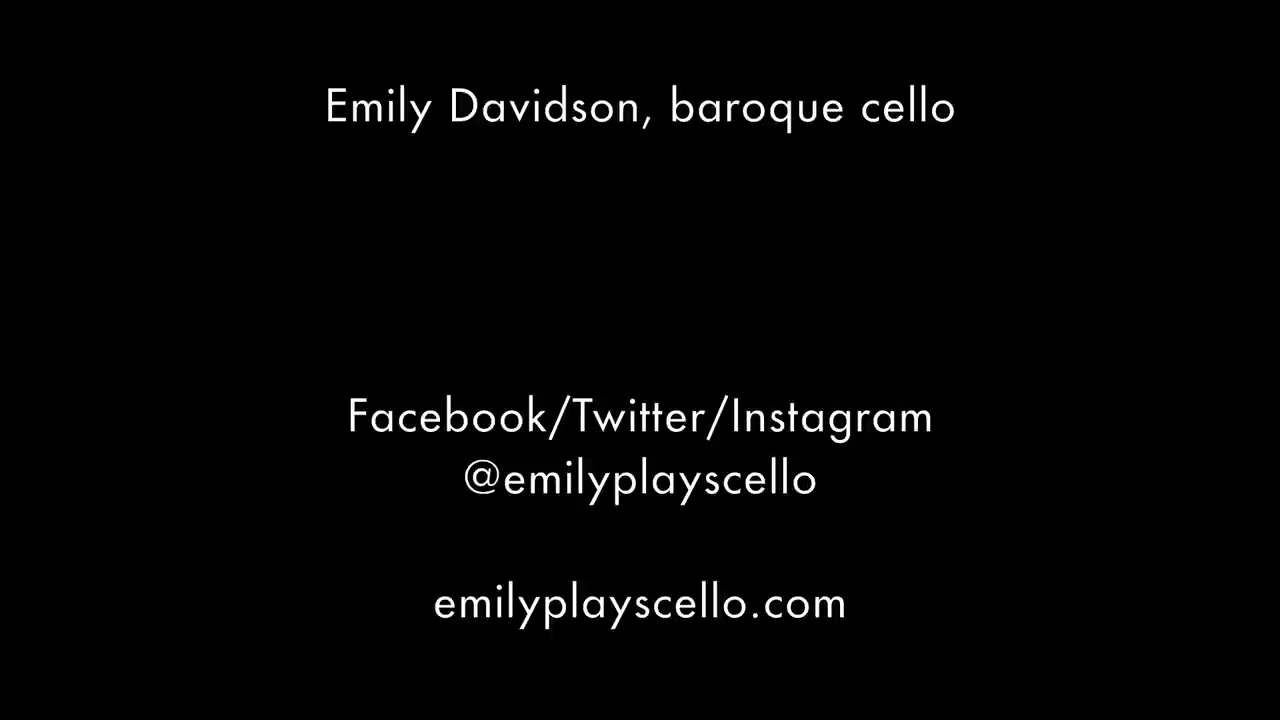 Emily Davidson, baroque cello
Facebook/Twitter/Instagram
@emilyplayscello
emilyplayscello.com